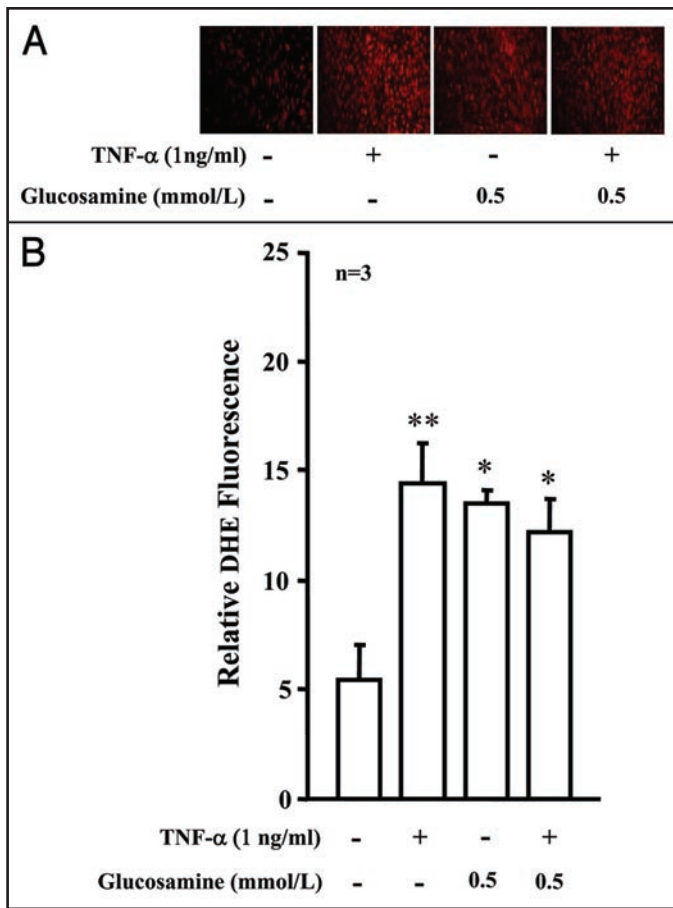 A
TNF-α (1ng/ml) - + - +
Glucosamine (mmol/L) - - 0.5 0.5
B
25
n=3
20
**
* *
15
10
5
0
Relative DHE Fluorescence
TNF-α (1 ng/ml) - + - +
Glucosamine (mmol/L) - - 0.5 0.5